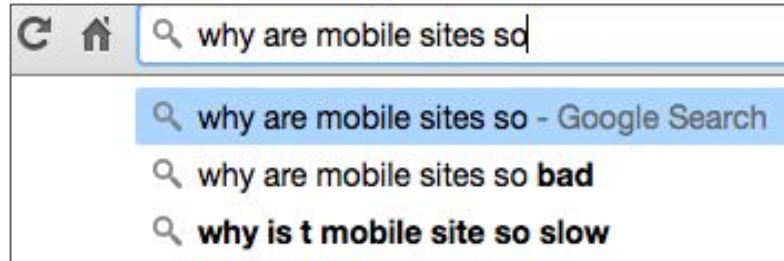 why are mobile sites so
why are mobile sites so - Google Search
why are mobile sites so bad
why is t mobile site so slow